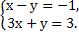 x − y = −1,
3x + y = 3.